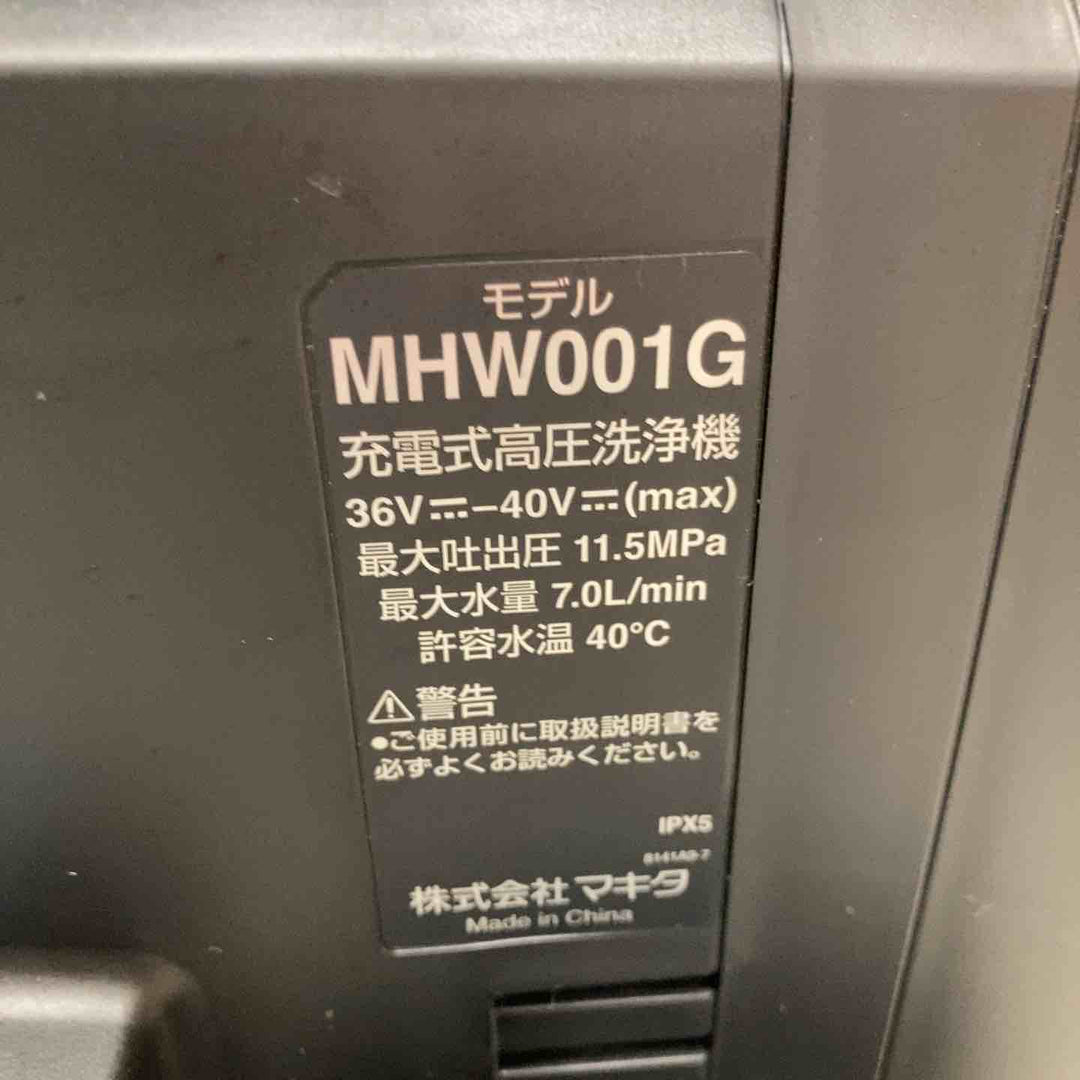 モデル
MHW001G
充電式高圧洗浄機
36V⎓–40V⎓(max)
最大吐出圧 11.5MPa
最大水量 7.0L/min
許容水温 40°C
⚠警告
●ご使用前に取扱説明書を
必ずよくお読みください。
IPX5
株式会社マキタ
Made in China